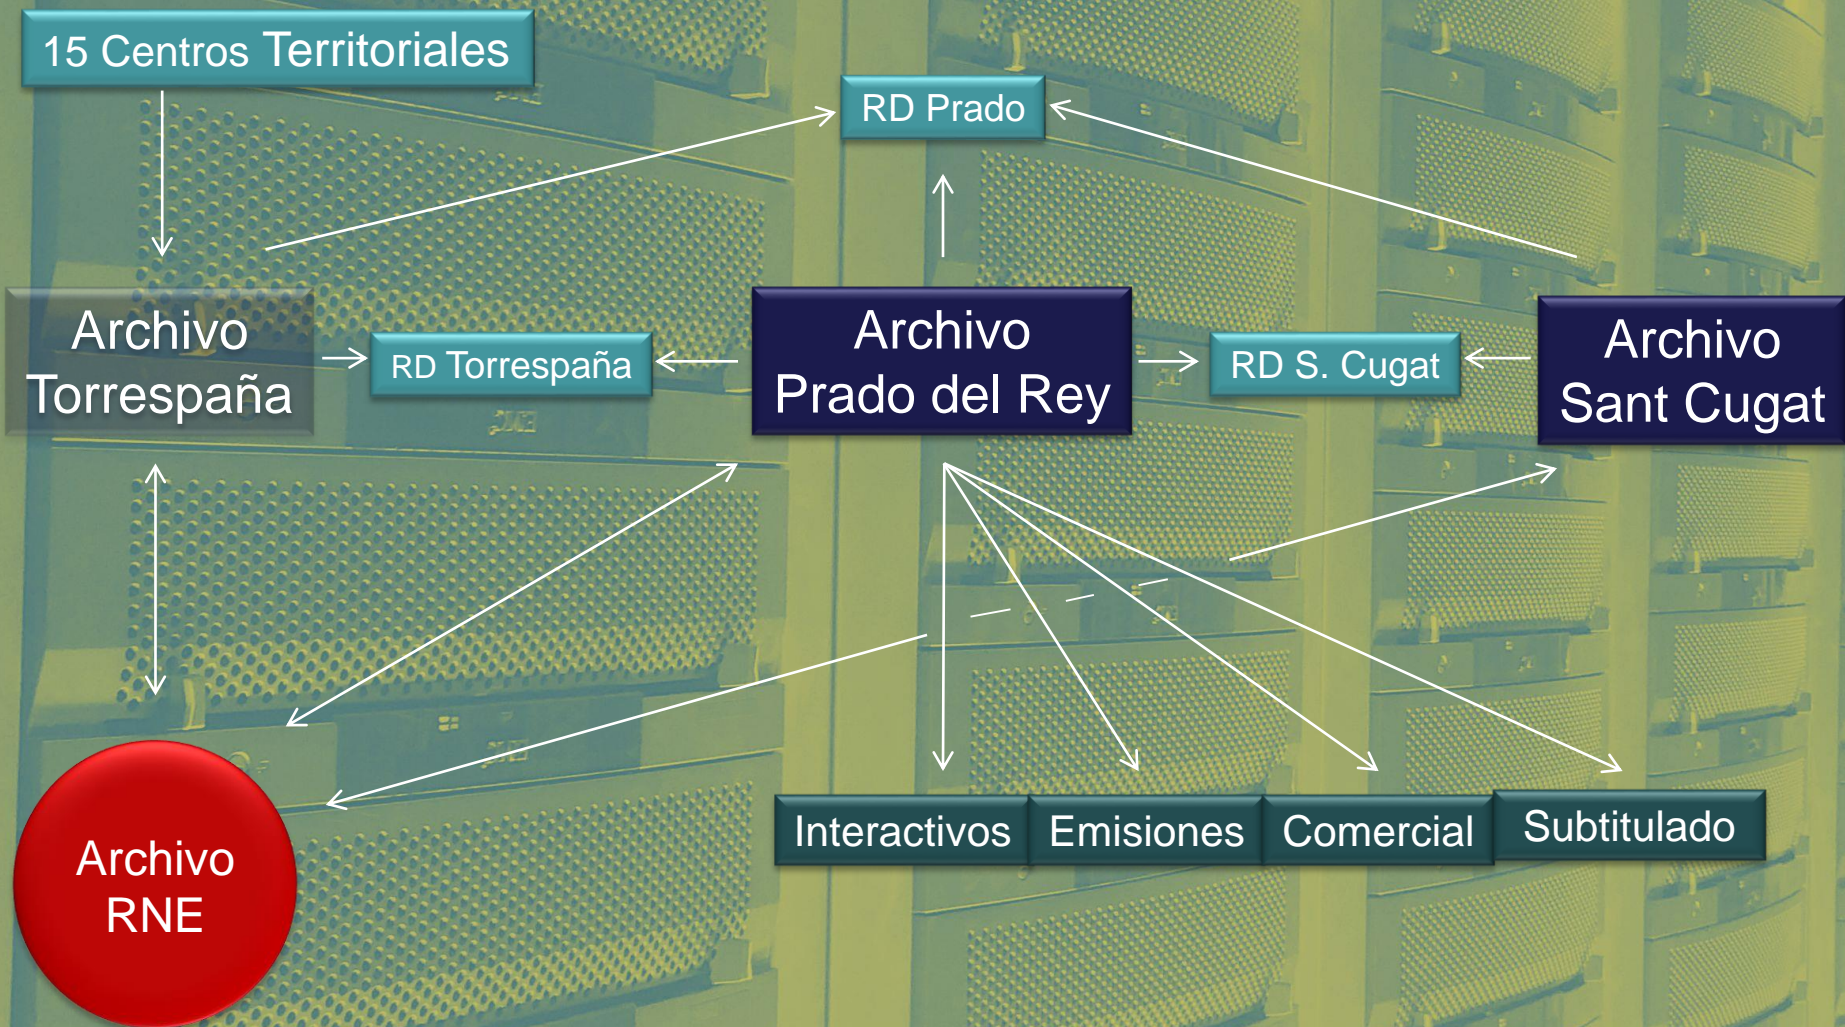 15 Centros Territoriales
RD Prado
Archivo
Torrespaña
RD Torrespaña
Archivo
Prado del Rey
RD S. Cugat
Archivo
Sant Cugat
Archivo
RNE
Interactivos
Emisiones
Comercial
Subtitulado